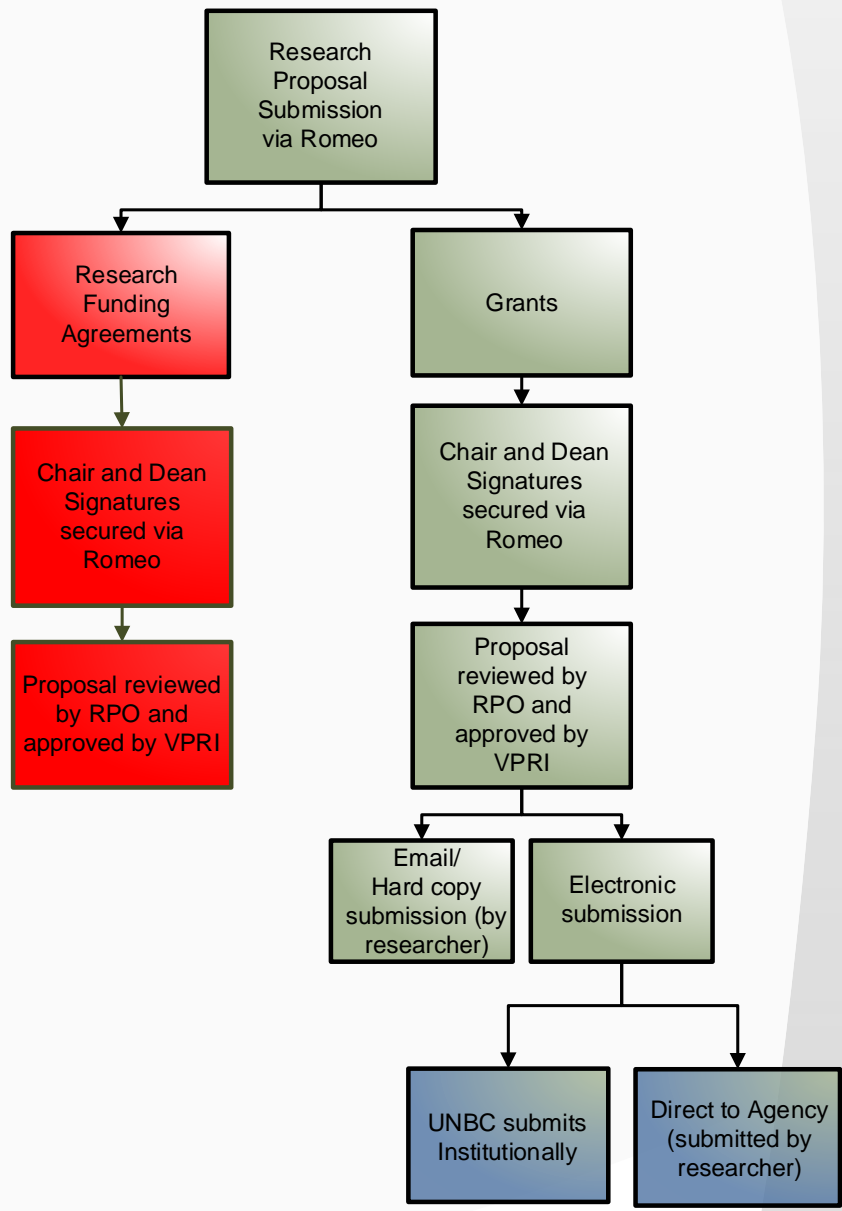 Research
Proposal
Submission
via Romeo
Research
Funding
Agreements
Grants
Chair and Dean
Signatures
secured via
Romeo
Chair and Dean
Signatures
secured via
Romeo
Proposal reviewed
by RPO and
approved by VPRI
Proposal
reviewed by
RPO and
approved by
VPRI
Email/
Hard copy
submission (by
researcher)
Electronic
submission
UNBC submits
Institutionally
Direct to Agency
(submitted by
researcher)